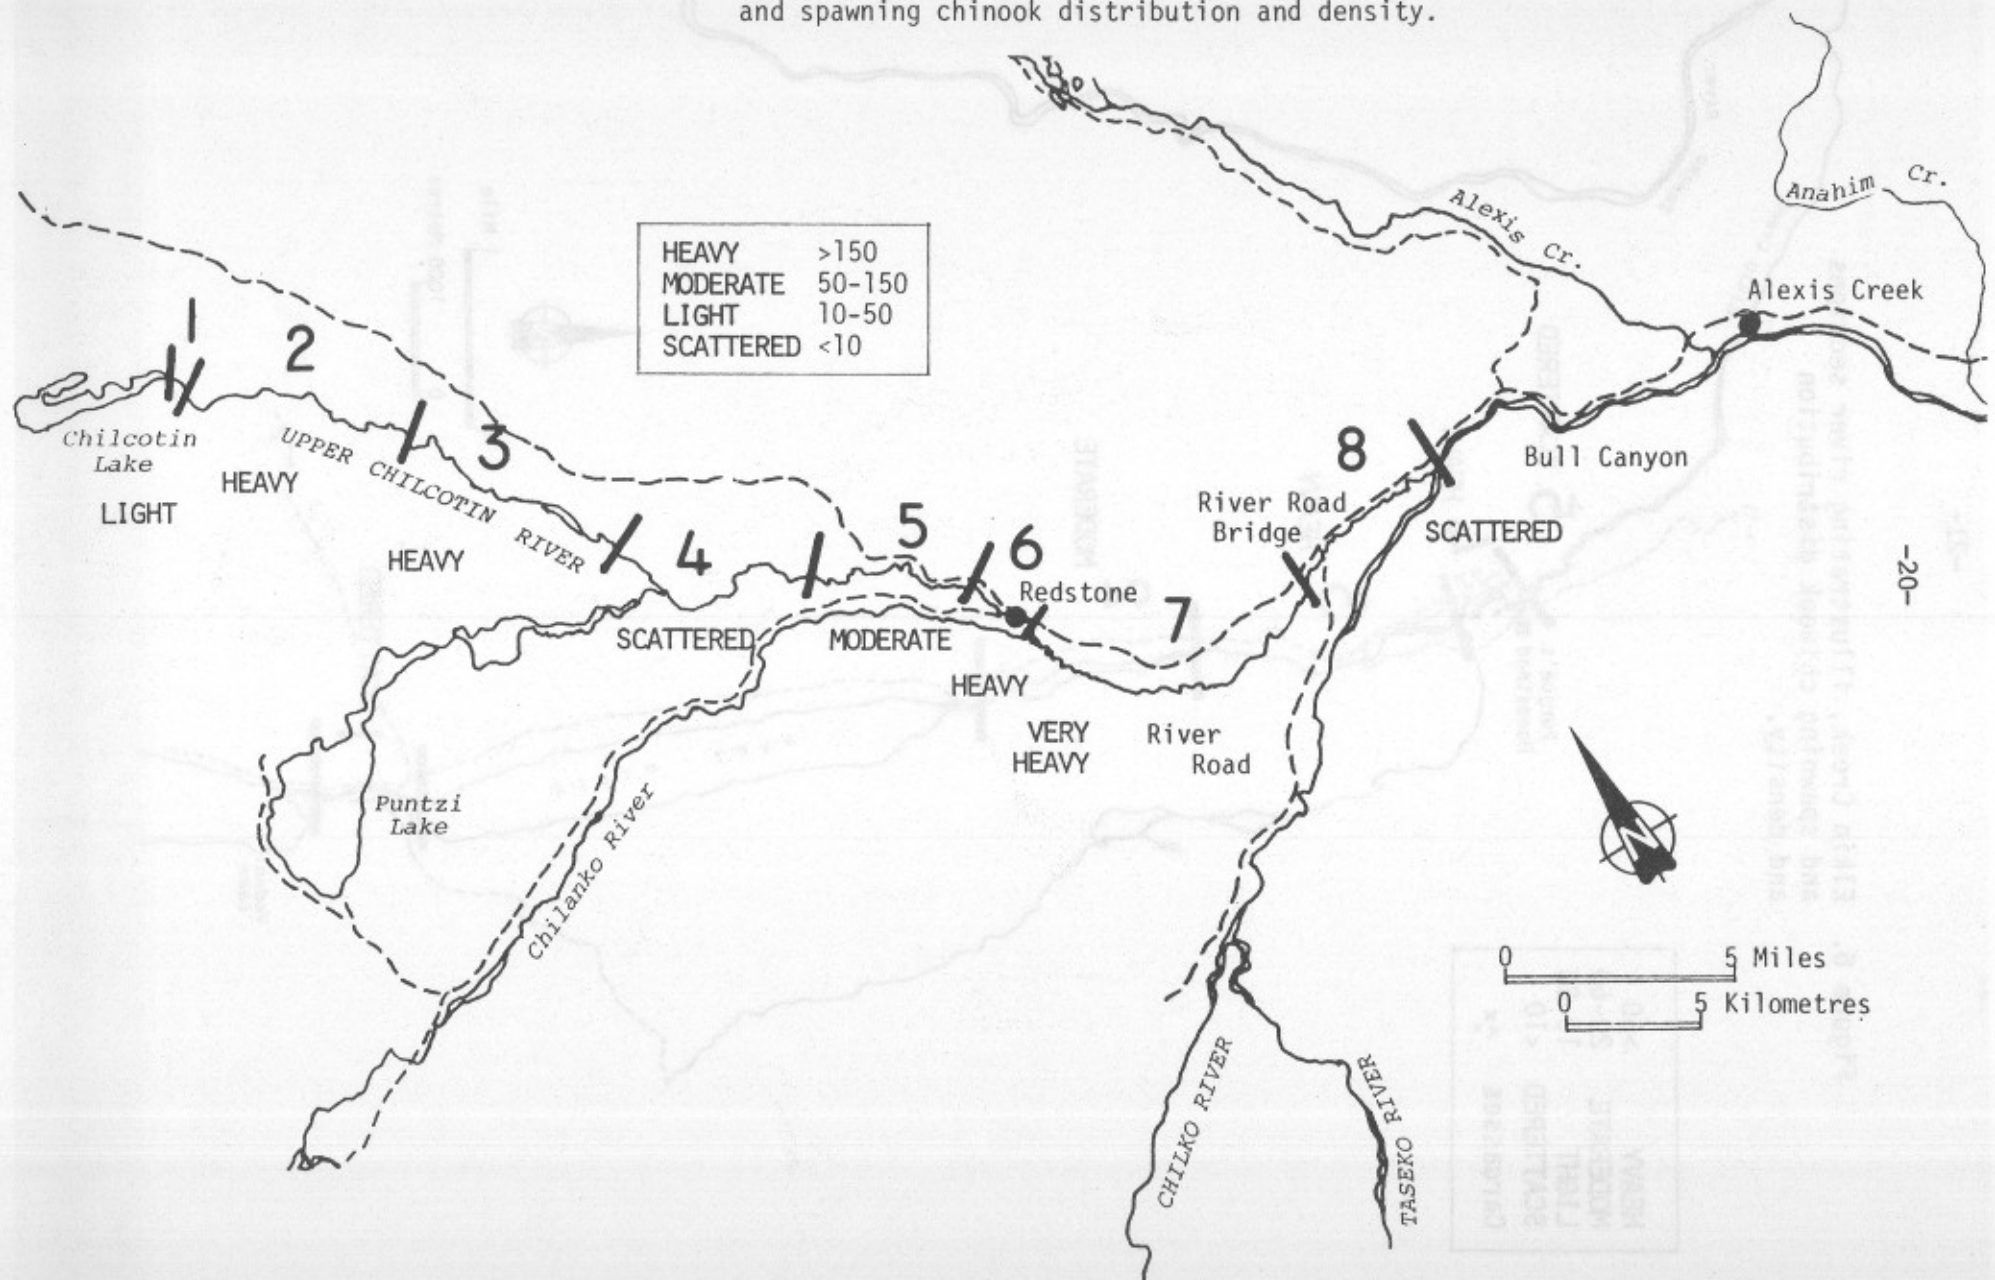 and spawning chinook distribution and density.
Anahim Cr.
Alexis Cr.
HEAVY >150
MODERATE 50-150
LIGHT 10-50
SCATTERED <10
Alexis Creek
1
2
3
4
5
6
7
8
Chilcotin
Lake
LIGHT
HEAVY
UPPER CHILCOTIN RIVER
HEAVY
SCATTERED
MODERATE
HEAVY
VERY
HEAVY
Redstone
River Road
Bridge
SCATTERED
Bull Canyon
-20-
River
Road
Puntzi
Lake
Chilanko River
N
0 5 Miles
0 5 Kilometres
CHILKO RIVER
TASEKO RIVER